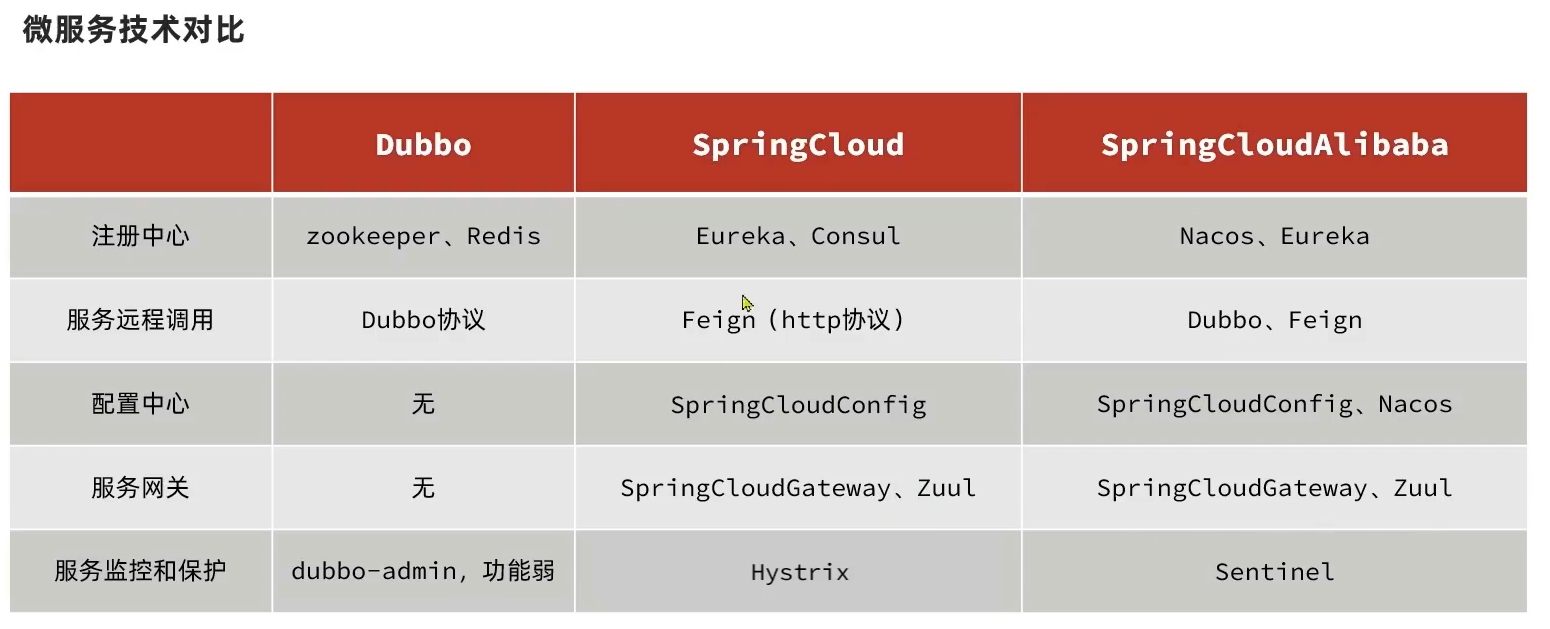 微服务技术对比
Dubbo SpringCloud SpringCloudAlibaba
注册中心 zookeeper、Redis Eureka、Consul Nacos、Eureka
服务远程调用 Dubbo协议 Feign（http协议） Dubbo、Feign
配置中心 无 SpringCloudConfig SpringCloudConfig、Nacos
服务网关 无 SpringCloudGateway、Zuul SpringCloudGateway、Zuul
服务监控和保护 dubbo-admin，功能弱 Hystrix Sentinel